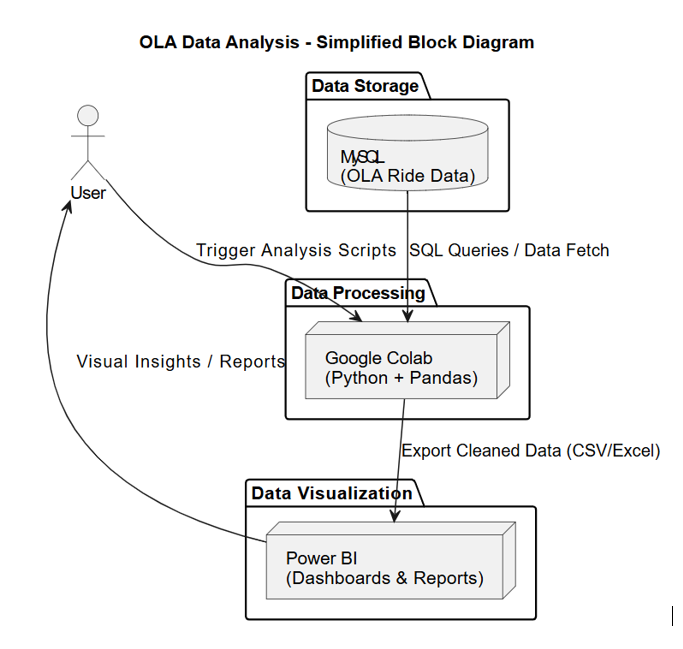 OLA Data Analysis - Simplified Block Diagram
Data Storage
MySQL
(OLA Ride Data)
User
Trigger Analysis Scripts
SQL Queries / Data Fetch
Data Processing
Google Colab
(Python + Pandas)
Visual Insights / Reports
Export Cleaned Data (CSV/Excel)
Data Visualization
Power BI
(Dashboards & Reports)